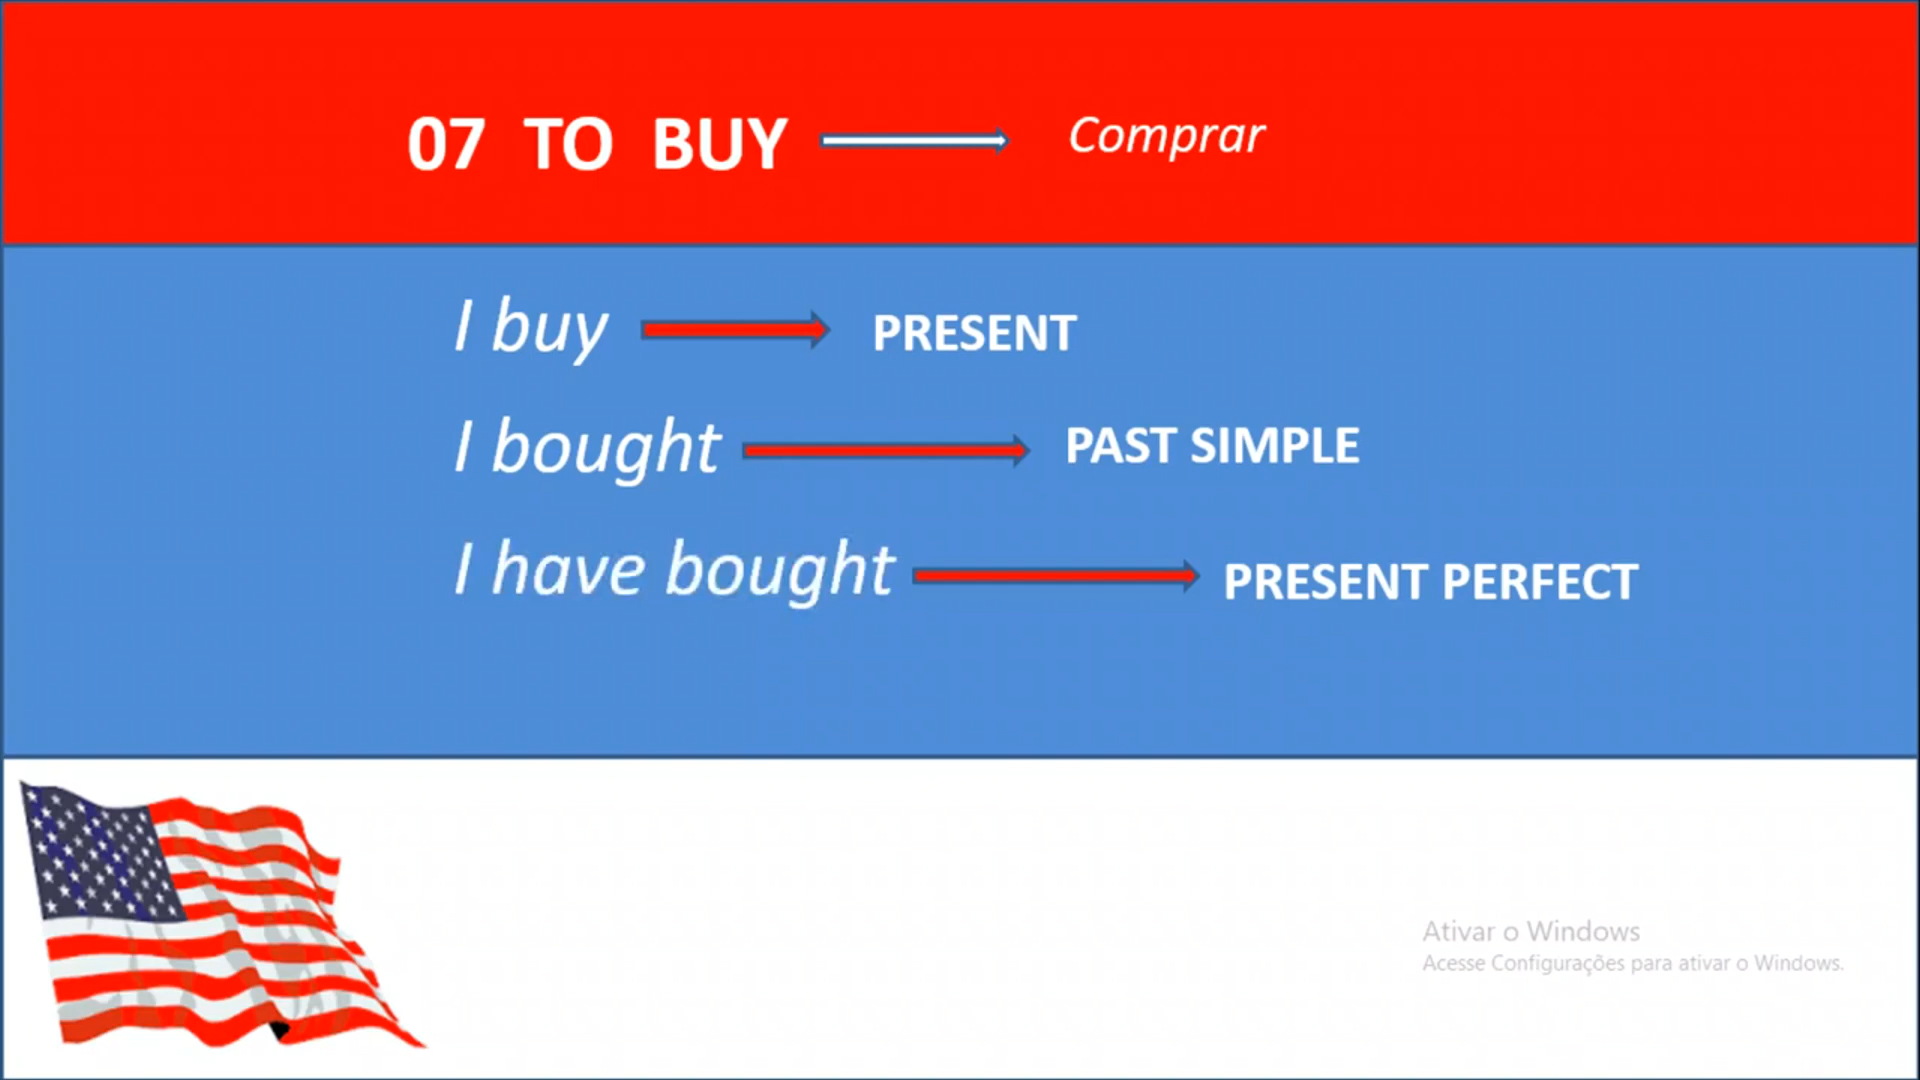 07 TO BUY Comprar
I buy PRESENT
I bought PAST SIMPLE
I have bought PRESENT PERFECT
Ativar o Windows
Acesse Configurações para ativar o Windows.